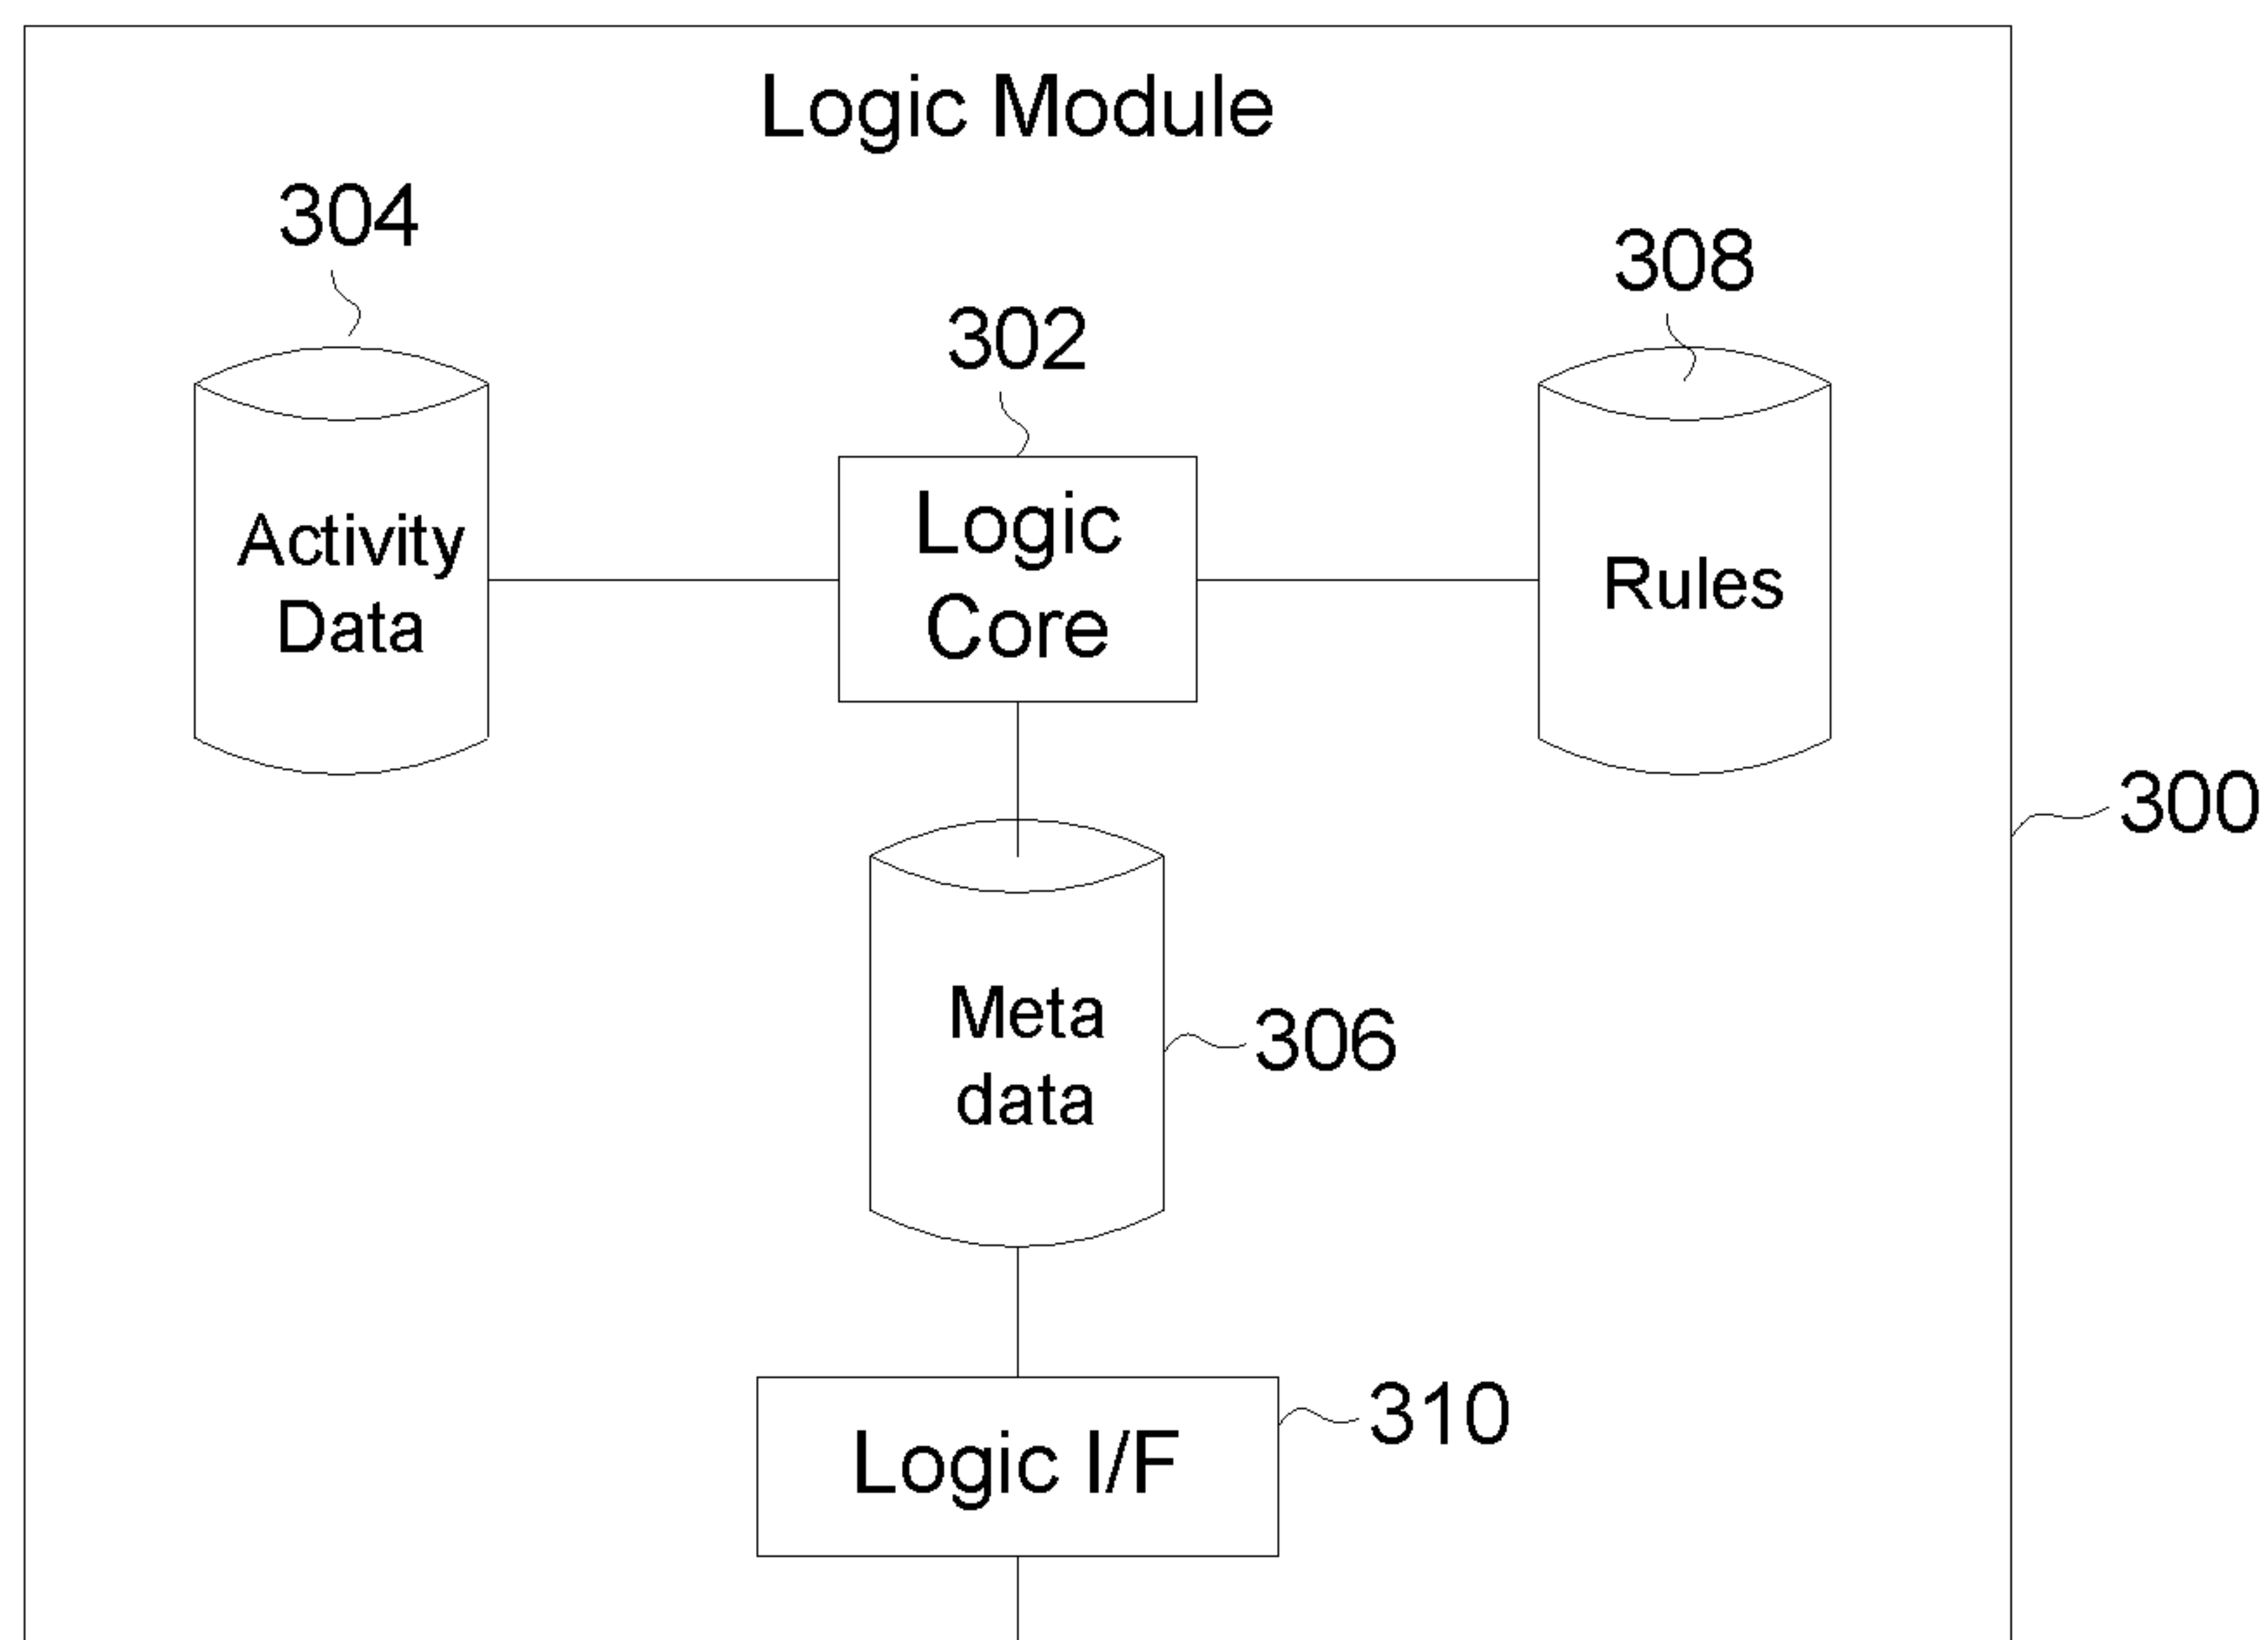 Logic Module
304
308
302
Logic
Core
Activity
Data
Rules
300
Meta
data
306
310
Logic I/F